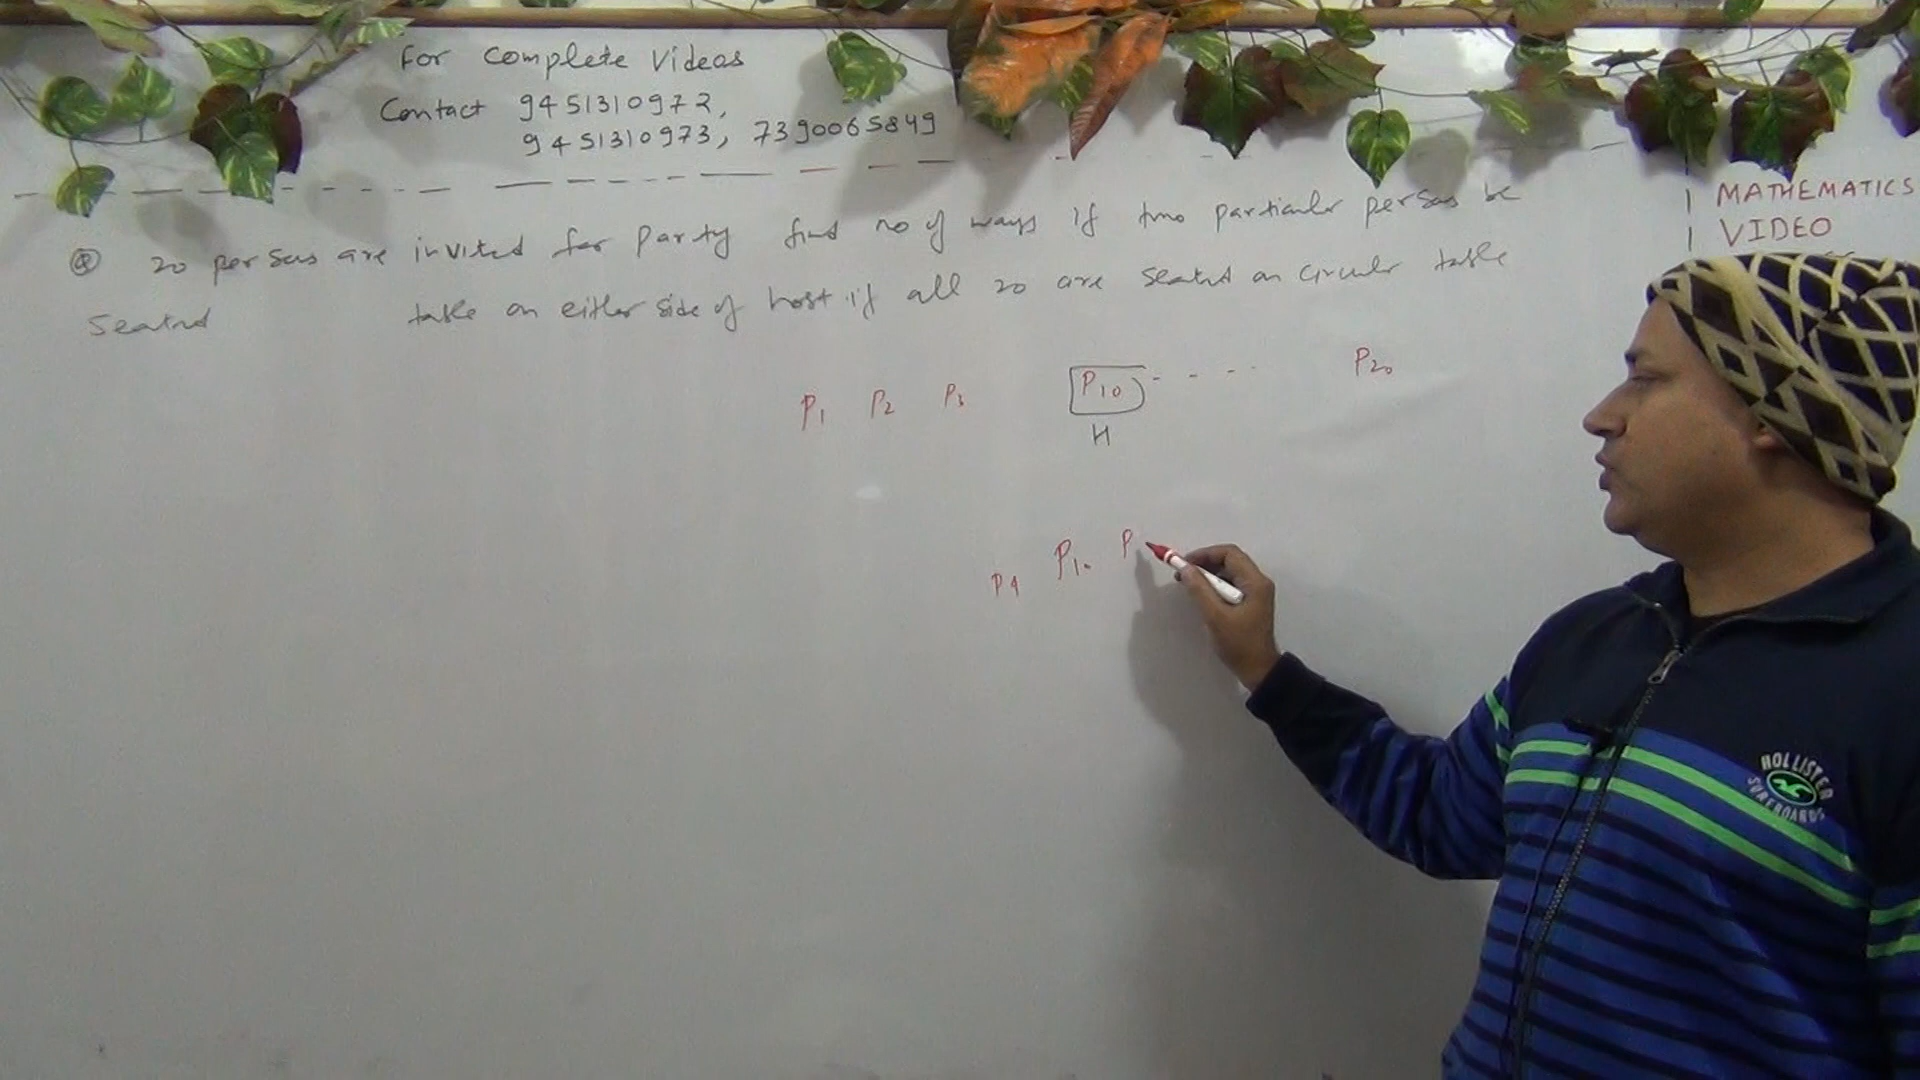 For complete Videos
Contact 9451310972,
9451310973, 7390065849
MATHEMATICS
VIDEO
Q 20 persons are invited for Party find no of ways if two particular persons be
seated table on either side of host if all 20 are seated on circular table
P1 P2 P3 P10 - - - - P20
H
P4 P10 P
HOLLISTER
SURFBOARDS